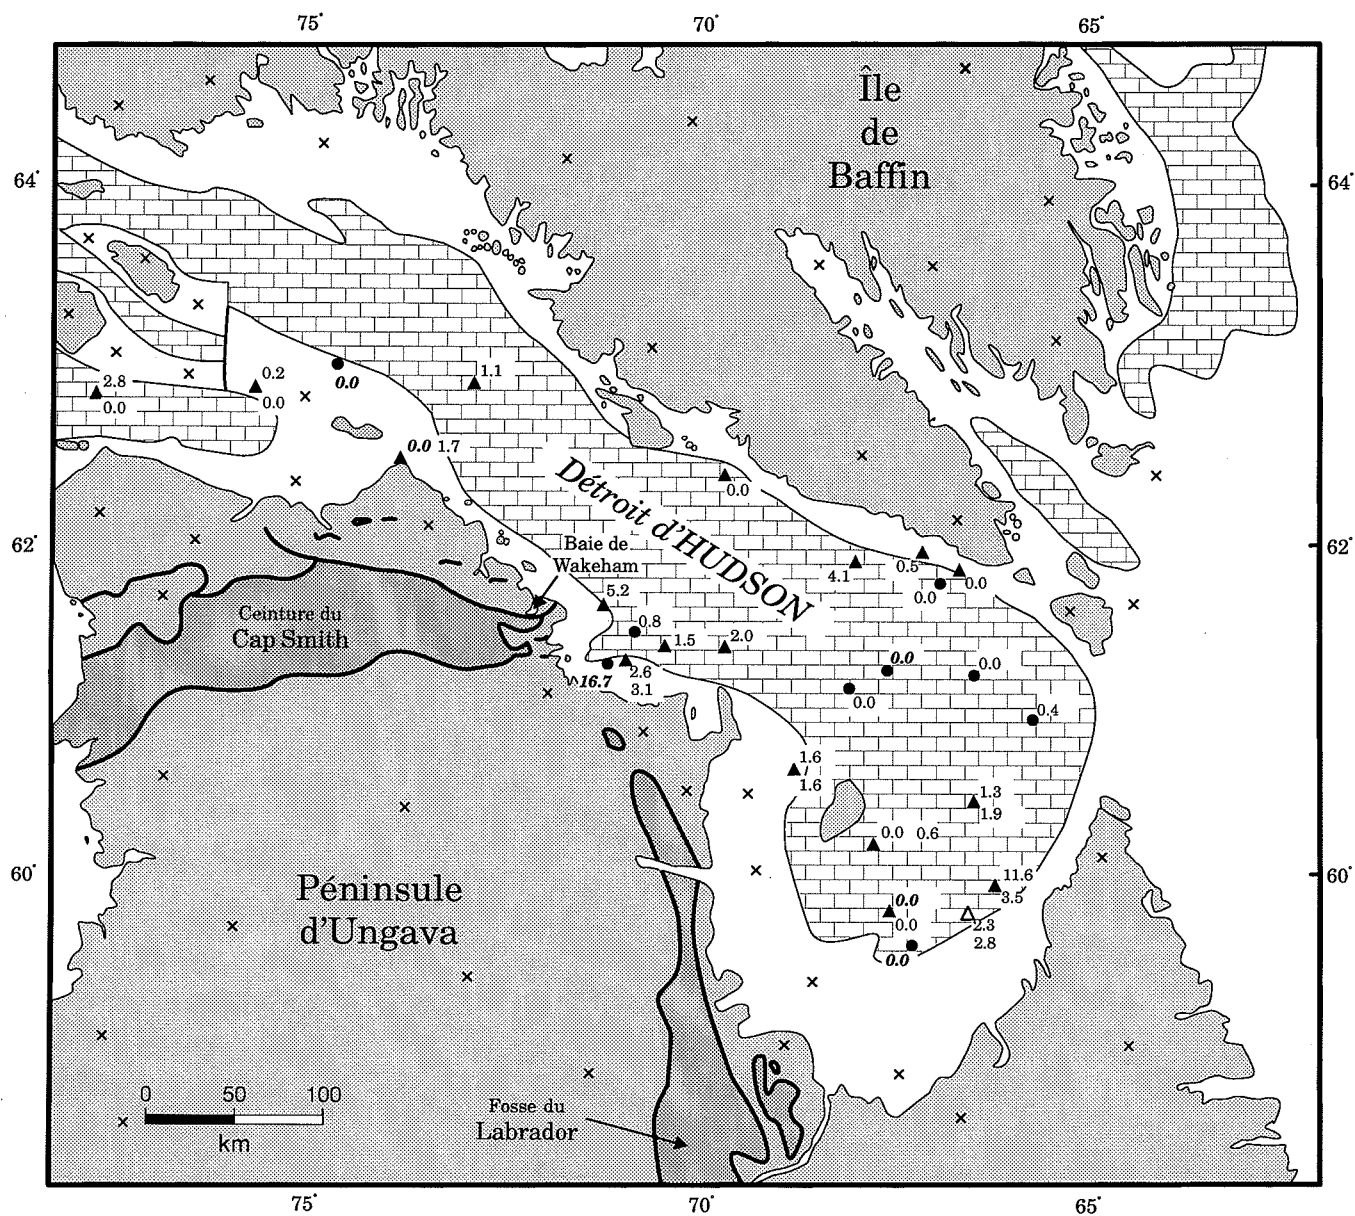 75° 70° 65°
Île
de
Baffin
64° 64°
1.1
0.2
0.0
2.8
0.0
0.0
0.0 1.7
0.0
Détroit d'HUDSON
62° 62°
Baie de
Wakeham
4.1
0.5
0.0
0.0
5.2
Ceinture du
Cap Smith
0.8
1.5
2.0
16.7
2.6
3.1
0.0
0.0
0.0
0.4
1.6
1.6
1.3
1.9
0.0 0.6
60° 60°
11.6
3.5
Péninsule
d'Ungava
0.0
0.0
2.3
2.8
0.0
0 50 100
km
Fosse du
Labrador
75° 70° 65°